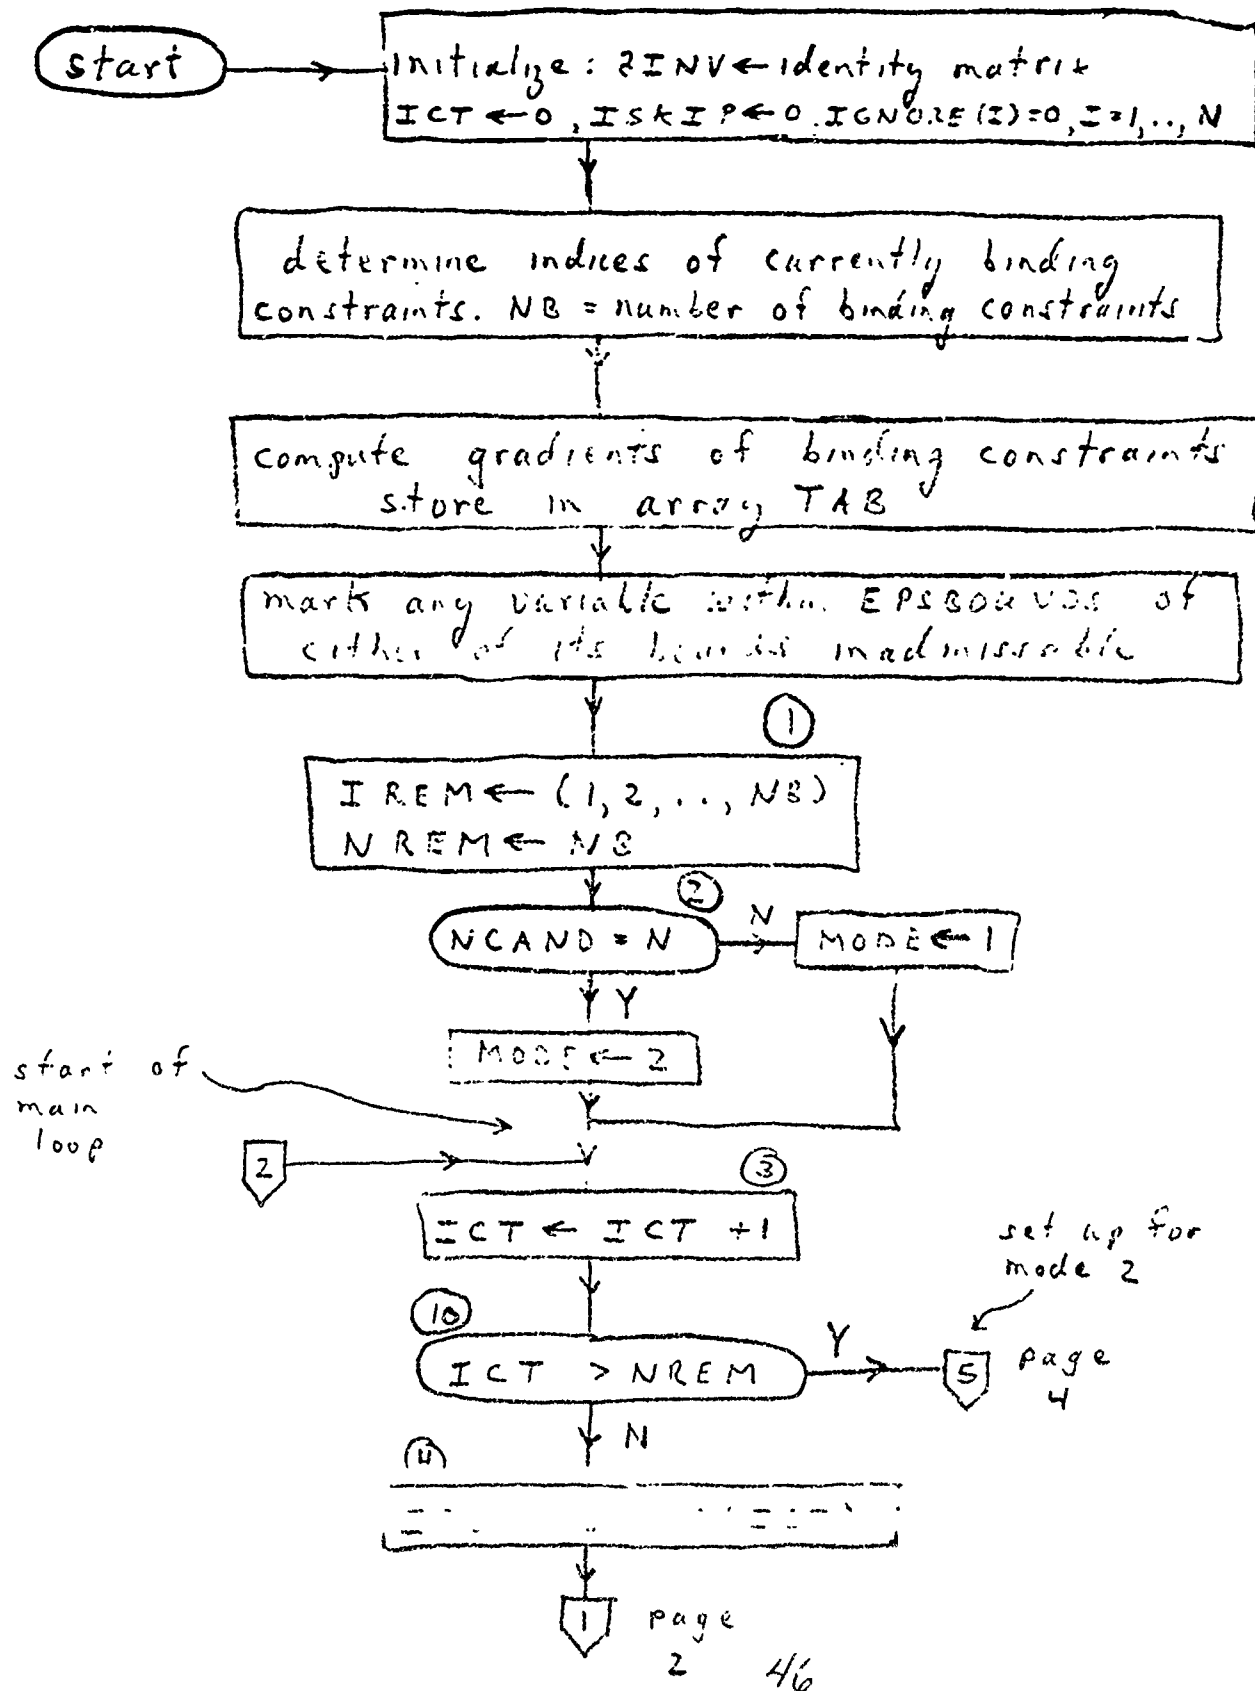 start
initialize: BINV ← identity matrix
ICT ← 0, ISKIP ← 0. IGNORE(I)=0, I=1,..,N
determine indices of currently binding
constraints. NB = number of binding constraints
compute gradients of binding constraints
store in array TAB
mark any variable within EPSBOUNDS of
either of its bounds inadmissable
1
IREM ← (1, 2, .., NB)
NREM ← NB
2
NCAND = N
N
MODE ← 1
Y
MODE ← 2
start of
main
loop
2
3
ICT ← ICT +1
set up for
mode 2
10
ICT > NREM
Y
5
page
4
N
4
1
page
2
46